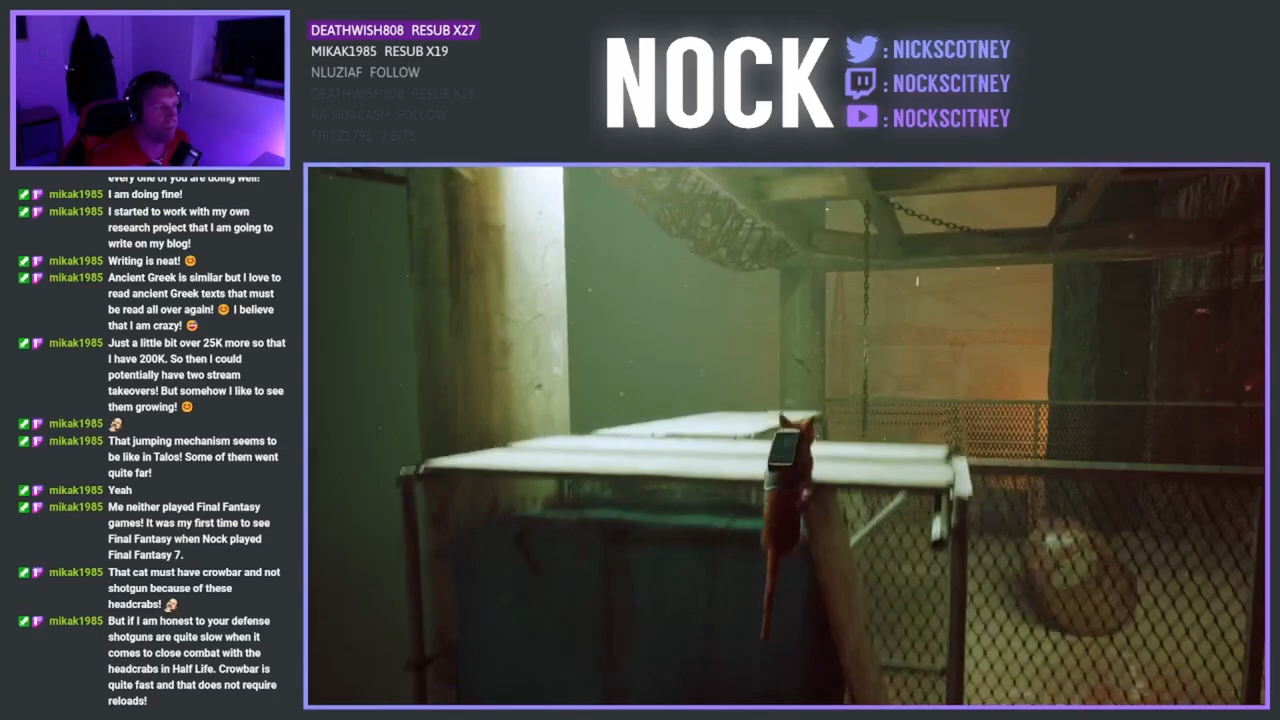 DEATHWISH808 RESUB X27
MIKAK1985 RESUB X19
NLUZIAF FOLLOW
DEATHWISH808 RESUB X26
FRITZ1791 2 BITS
NOCK
: NICKSCOTNEY
: NOCKSCITNEY
: NOCKSCITNEY
every one of you are doing well!
mikak1985 I am doing fine!
mikak1985 I started to work with my own
research project that I am going to
write on my blog!
mikak1985 Writing is neat! 😊
mikak1985 Ancient Greek is similar but I love to
read ancient Greek texts that must
be read all over again! 😊 I believe
that I am crazy! 😅
mikak1985 Just a little bit over 25K more so that
I have 200K. So then I could
potentially have two stream
takeovers! But somehow I like to see
them growing! 😊
mikak1985
mikak1985 That jumping mechanism seems to
be like in Talos! Some of them went
quite far!
mikak1985 Yeah
mikak1985 Me neither played Final Fantasy
games! It was my first time to see
Final Fantasy when Nock played
Final Fantasy 7.
mikak1985 That cat must have crowbar and not
shotgun because of these
headcrabs!
mikak1985 But if I am honest to your defense
shotguns are quite slow when it
comes to close combat with the
headcrabs in Half Life. Crowbar is
quite fast and that does not require
reloads!